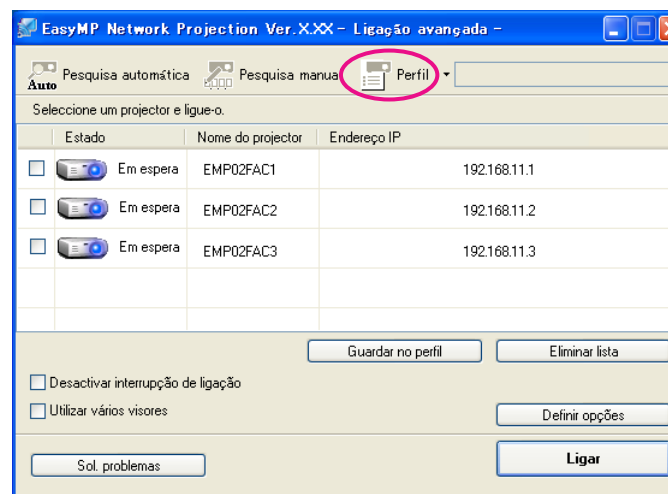 EasyMP Network Projection Ver.X.XX – Ligação avançada –
Auto Pesquisa automática Pesquisa manual Perfil
Seleccione um projector e ligue-o.
Estado Nome do projector Endereço IP
Em espera EMP02FAC1 192.168.11.1
Em espera EMP02FAC2 192.168.11.2
Em espera EMP02FAC3 192.168.11.3
Guardar no perfil Eliminar lista
Desactivar interrupção de ligação
Utilizar vários visores
Definir opções
Sol. problemas Ligar